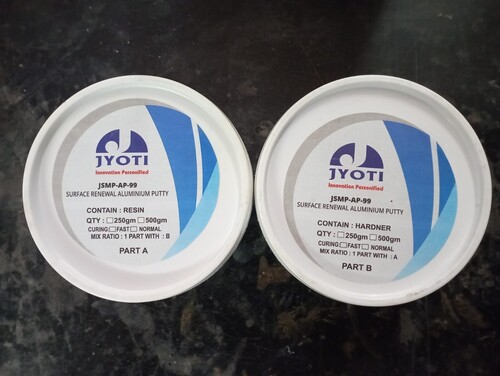 JYOTI
Innovation Personified
JSMP-AP-99
SURFACE RENEWAL ALUMINIUM PUTTY
CONTAIN : RESIN
QTY : 250gm 500gm
CURING: FAST NORMAL
MIX RATIO : 1 PART WITH : B
PART A
JYOTI
Innovation Personified
JSMP-AP-99
SURFACE RENEWAL ALUMINIUM PUTTY
CONTAIN : HARDNER
QTY : 250gm 500gm
CURING: FAST NORMAL
MIX RATIO : 1 PART WITH : A
PART B